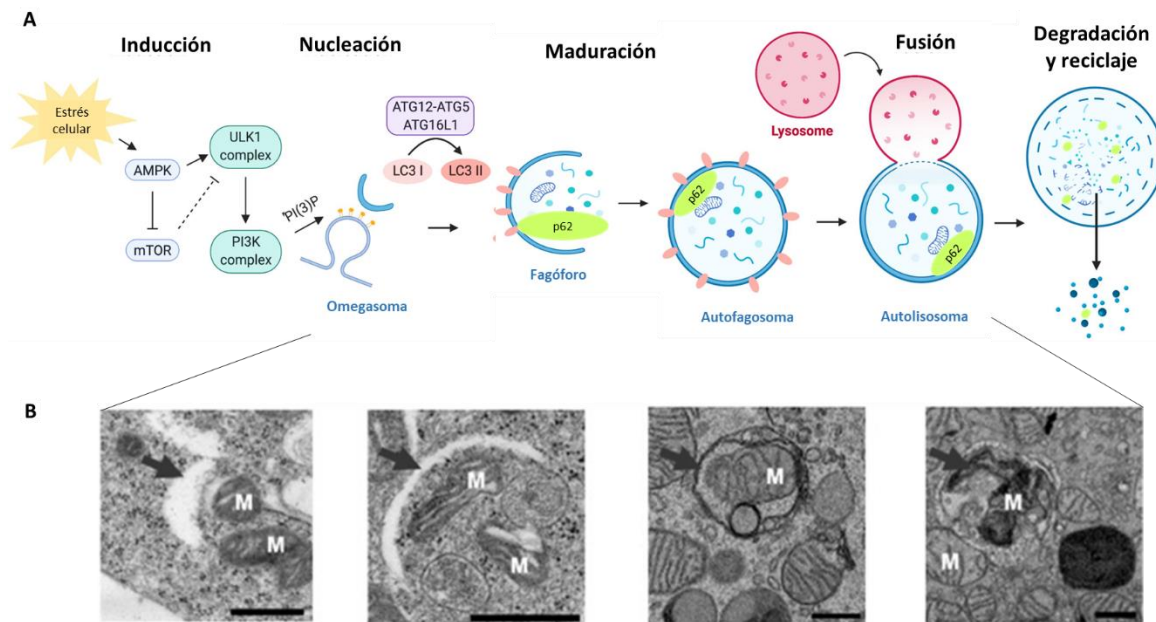 A
Inducción
Nucleación
Maduración
Fusión
Degradación
y reciclaje
Estrés
celular
AMPK
mTOR
ULK1
complex
PI3K
complex
PI(3)P
Omegasoma
ATG12-ATG5
ATG16L1
LC3 I
LC3 II
p62
Fagóforo
p62
Autofagosoma
Lysosome
p62
Autolisosoma
B
M
M
M
M
M
M
M